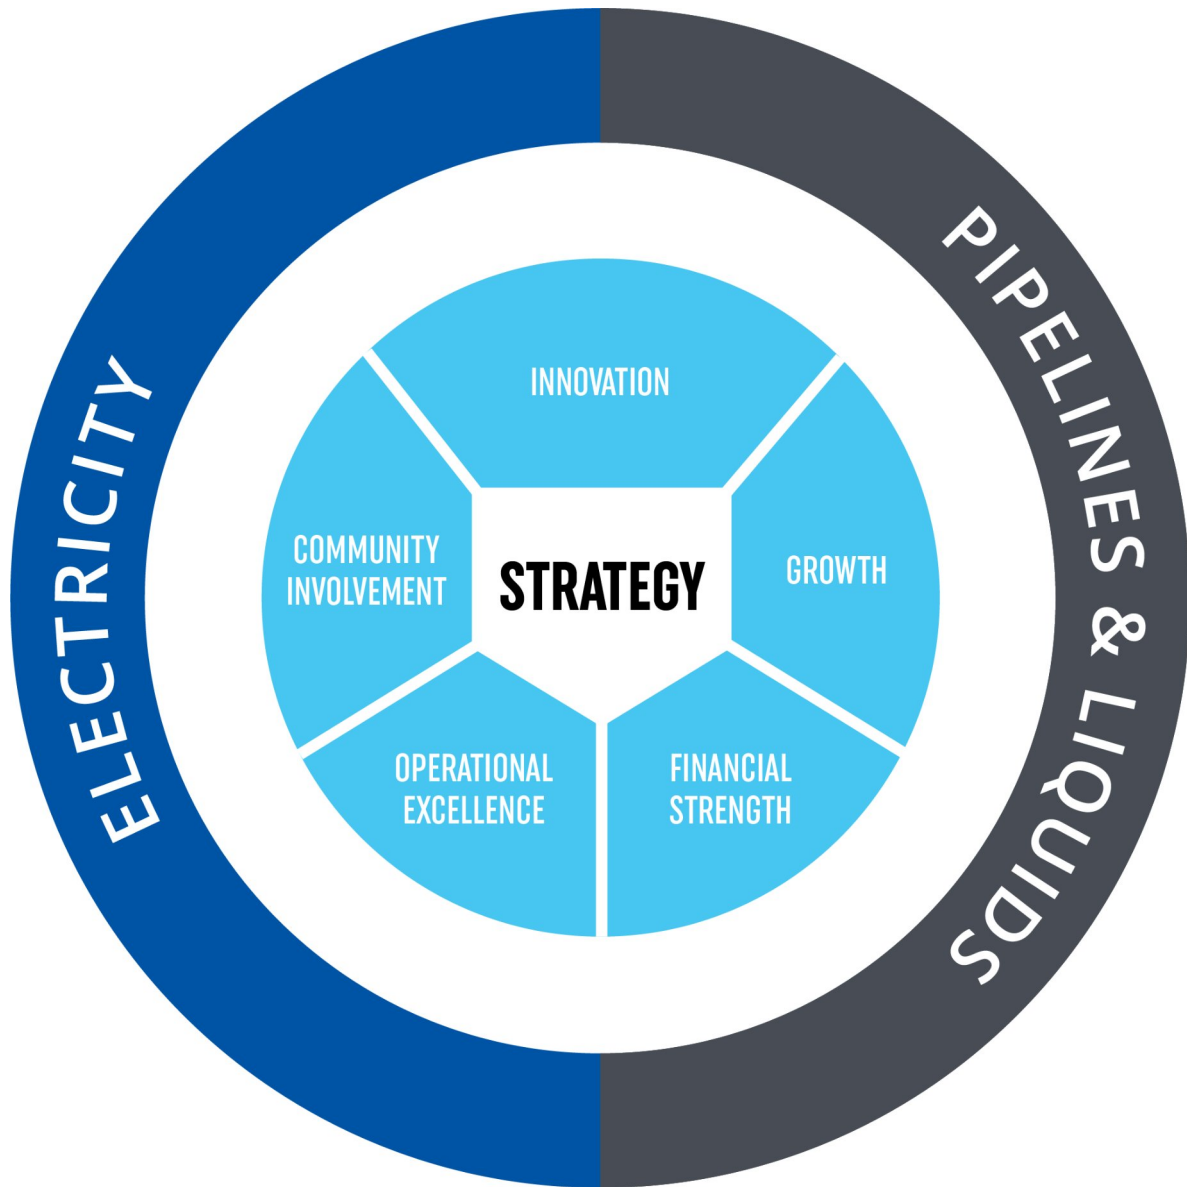 ELECTRICITY
PIPELINES & LIQUIDS
INNOVATION
COMMUNITY
INVOLVEMENT
STRATEGY
GROWTH
OPERATIONAL
EXCELLENCE
FINANCIAL
STRENGTH